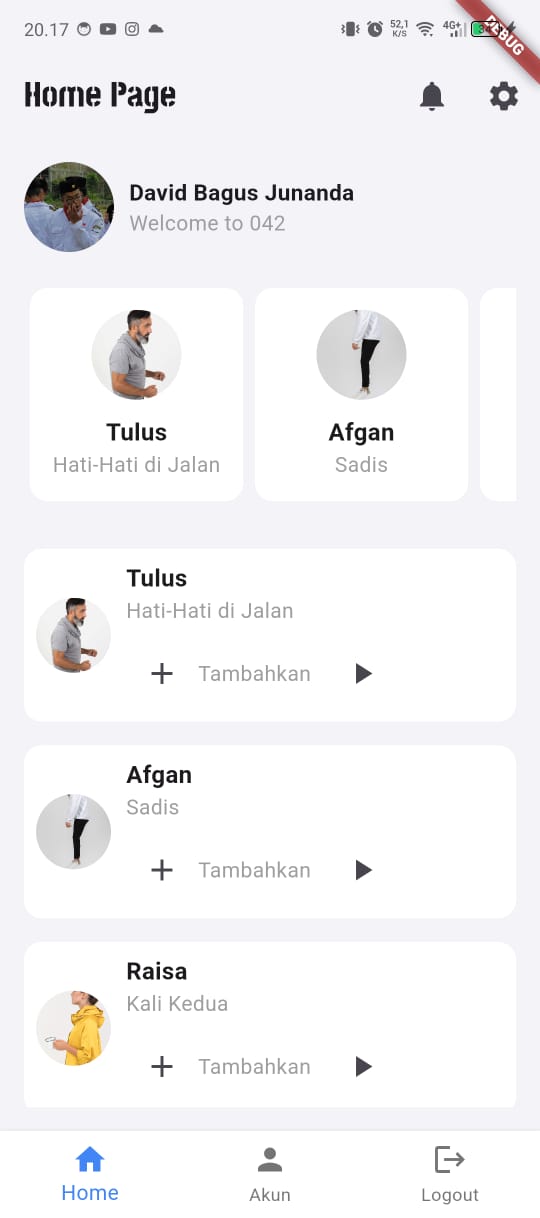 20.17
52,1
K/S
4G+
34
DEBUG
Home Page
David Bagus Junanda
Welcome to 042
Tulus
Hati-Hati di Jalan
Afgan
Sadis
Tulus
Hati-Hati di Jalan
Tambahkan
Afgan
Sadis
Tambahkan
Raisa
Kali Kedua
Tambahkan
Home
Akun
Logout